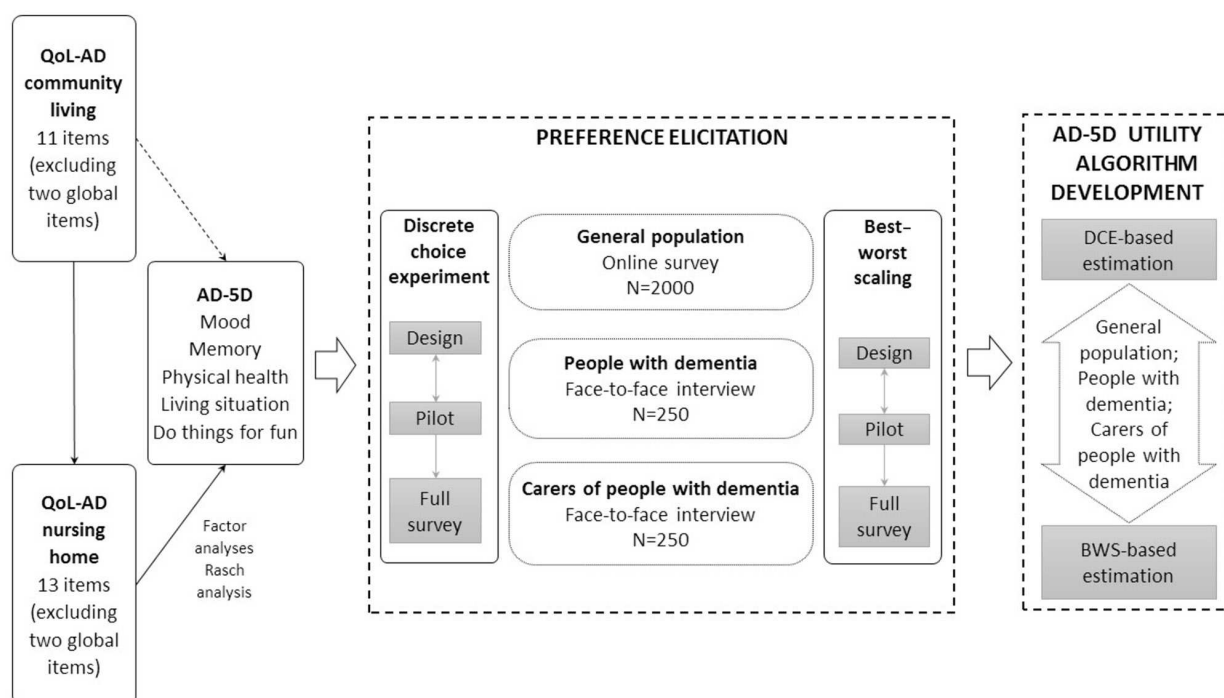 QoL-AD
community
living
11 items
(excluding
two global
items)
QoL-AD
nursing
home
13 items
(excluding
two global
items)
AD-5D
Mood
Memory
Physical health
Living situation
Do things for fun
Factor
analyses
Rasch
analysis
PREFERENCE ELICITATION
Discrete
choice
experiment
Design
Pilot
Full
survey
General population
Online survey
N=2000
People with dementia
Face-to-face interview
N=250
Carers of people with dementia
Face-to-face interview
N=250
Best–
worst
scaling
Design
Pilot
Full
survey
AD-5D UTILITY
ALGORITHM
DEVELOPMENT
DCE-based
estimation
General
population;
People with
dementia;
Carers of
people with
dementia
BWS-based
estimation